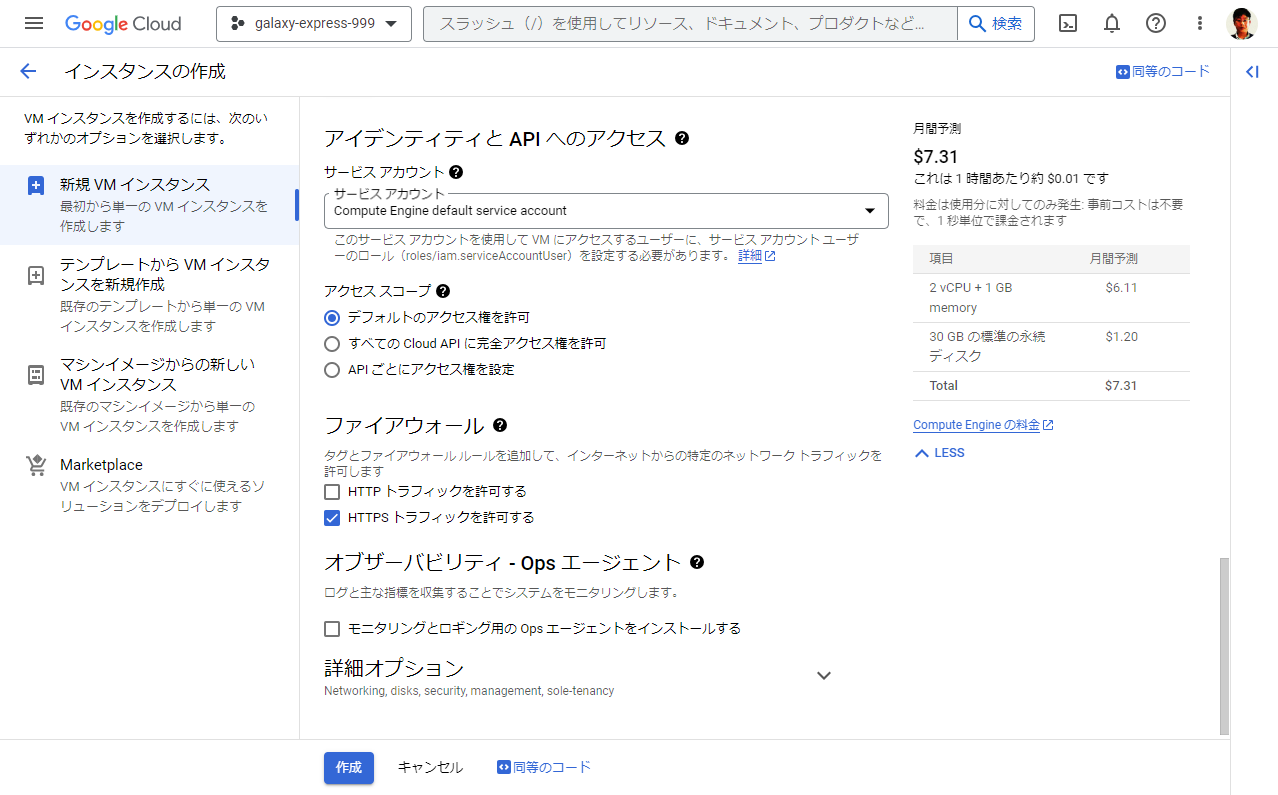 Google Cloud
galaxy-express-999
スラッシュ（/）を使用してリソース、ドキュメント、プロダクトなど...
検索
インスタンスの作成
同等のコード
VM インスタンスを作成するには、次のい
ずれかのオプションを選択します。
新規 VM インスタンス
最初から単一の VM インスタンスを
作成します
テンプレートから VM インスタ
ンスを新規作成
既存のテンプレートから単一の VM
インスタンスを作成します
マシンイメージからの新しい
VM インスタンス
既存のマシンイメージから単一の
VM インスタンスを作成します
Marketplace
VM インスタンスにすぐに使えるソ
リューションをデプロイします
アイデンティティと API へのアクセス
サービス アカウント
サービス アカウント
Compute Engine default service account
このサービス アカウントを使用して VM にアクセスするユーザーに、サービス アカウント ユーザ
ーのロール（roles/iam.serviceAccountUser）を設定する必要があります。 詳細
アクセス スコープ
デフォルトのアクセス権を許可
すべての Cloud API に完全アクセス権を許可
API ごとにアクセス権を設定
ファイアウォール
タグとファイアウォール ルールを追加して、インターネットからの特定のネットワーク トラフィックを
許可します
HTTP トラフィックを許可する
HTTPS トラフィックを許可する
オブザーバビリティ - Ops エージェント
ログと主な指標を収集することでシステムをモニタリングします。
モニタリングとロギング用の Ops エージェントをインストールする
詳細オプション
Networking, disks, security, management, sole-tenancy
月間予測
$7.31
これは 1 時間あたり約 $0.01 です
料金は使用分に対してのみ発生: 事前コストは不要
で、1 秒単位で課金されます
項目 月間予測
2 vCPU + 1 GB $6.11
memory
30 GB の標準の永続 $1.20
ディスク
Total $7.31
Compute Engine の料金
LESS
作成 キャンセル 同等のコード